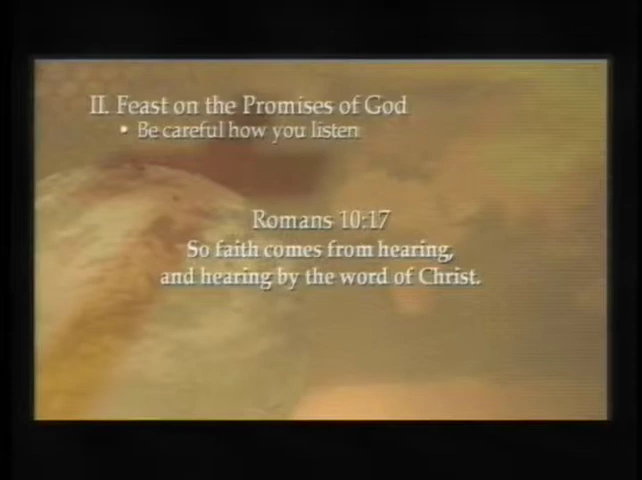 II. Feast on the Promises of God
• Be careful how you listen
Romans 10:17
So faith comes from hearing,
and hearing by the word of Christ.